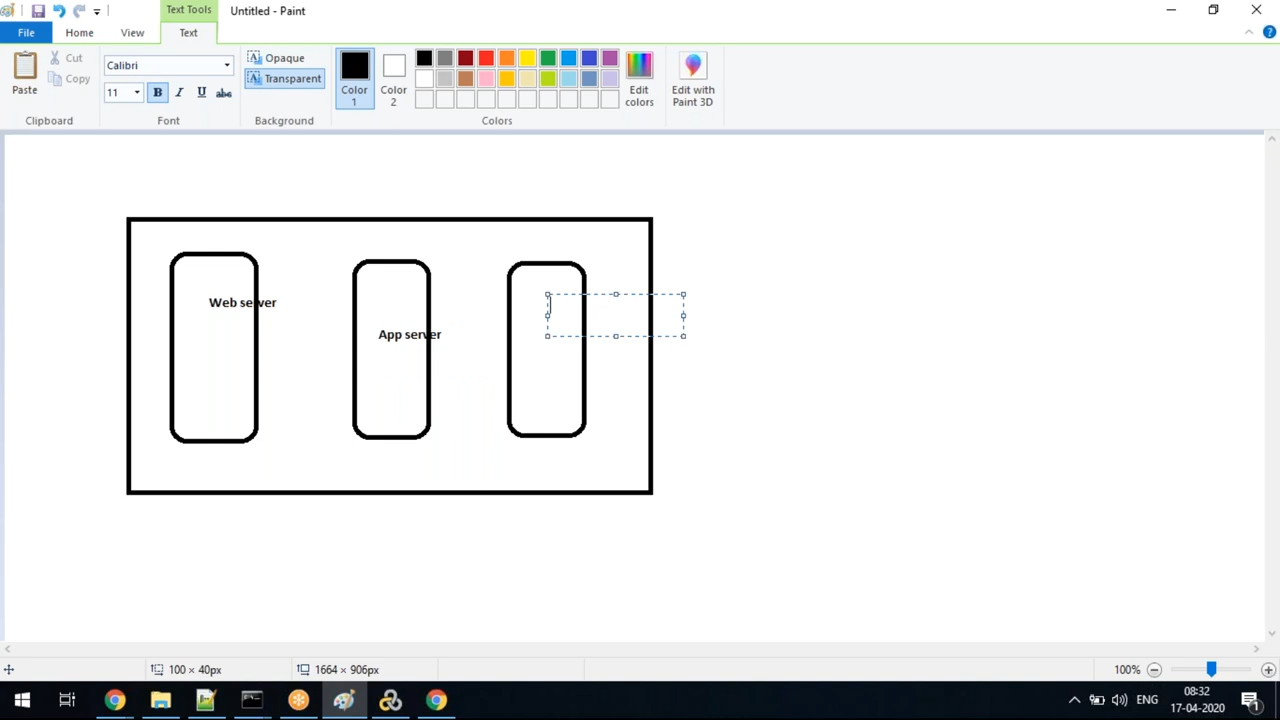 Text Tools
Untitled - Paint
File
Home
View
Text
Paste
Cut
Copy
Clipboard
Calibri
11
B
I
U
abc
Font
A
Opaque
A
Transparent
Background
Color
1
Color
2
Edit
colors
Colors
Edit with
Paint 3D
Web server
App server
100 × 40px
1664 × 906px
100%
ENG
08:32
17-04-2020
1